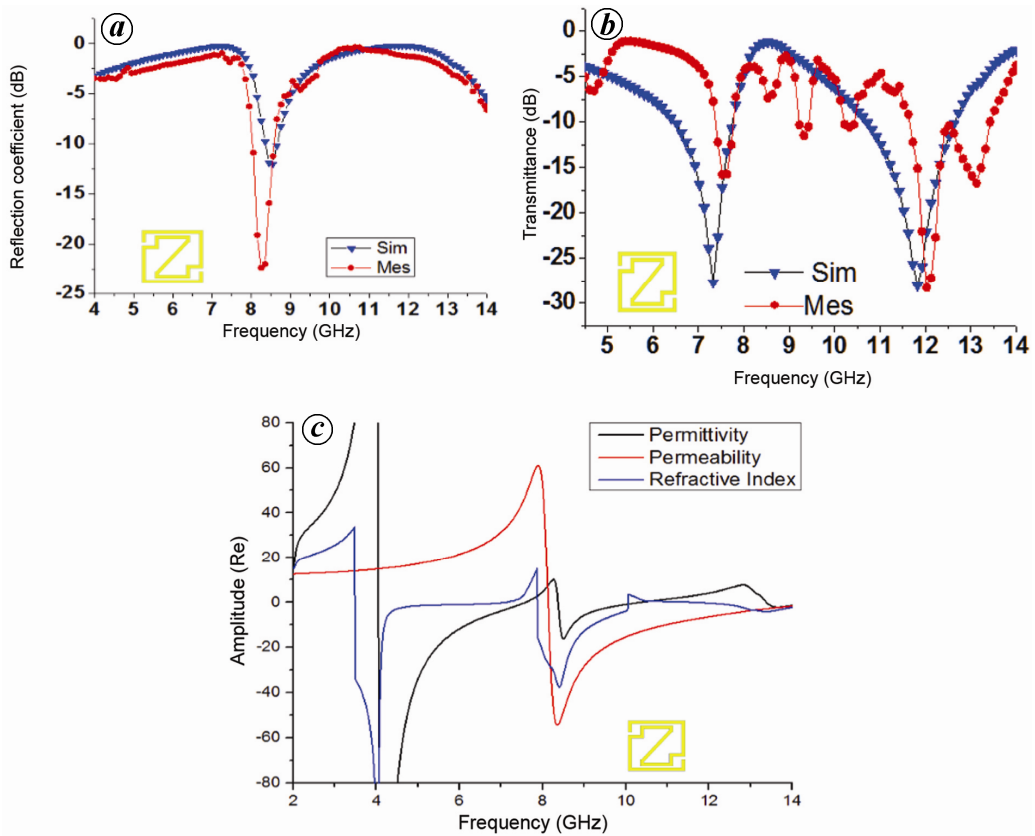 a
Reflection coefficient (dB)
0
-5
-10
-15
-20
-25
4 5 6 7 8 9 10 11 12 13 14
Frequency (GHz)
Sim
Mes
Z
b
Transmittance (dB)
0
-5
-10
-15
-20
-25
-30
5 6 7 8 9 10 11 12 13 14
Frequency (GHz)
Sim
Mes
Z
c
Amplitude (Re)
80
60
40
20
0
-20
-40
-60
-80
2 4 6 8 10 12 14
Frequency (GHz)
Permittivity
Permeability
Refractive Index
Z